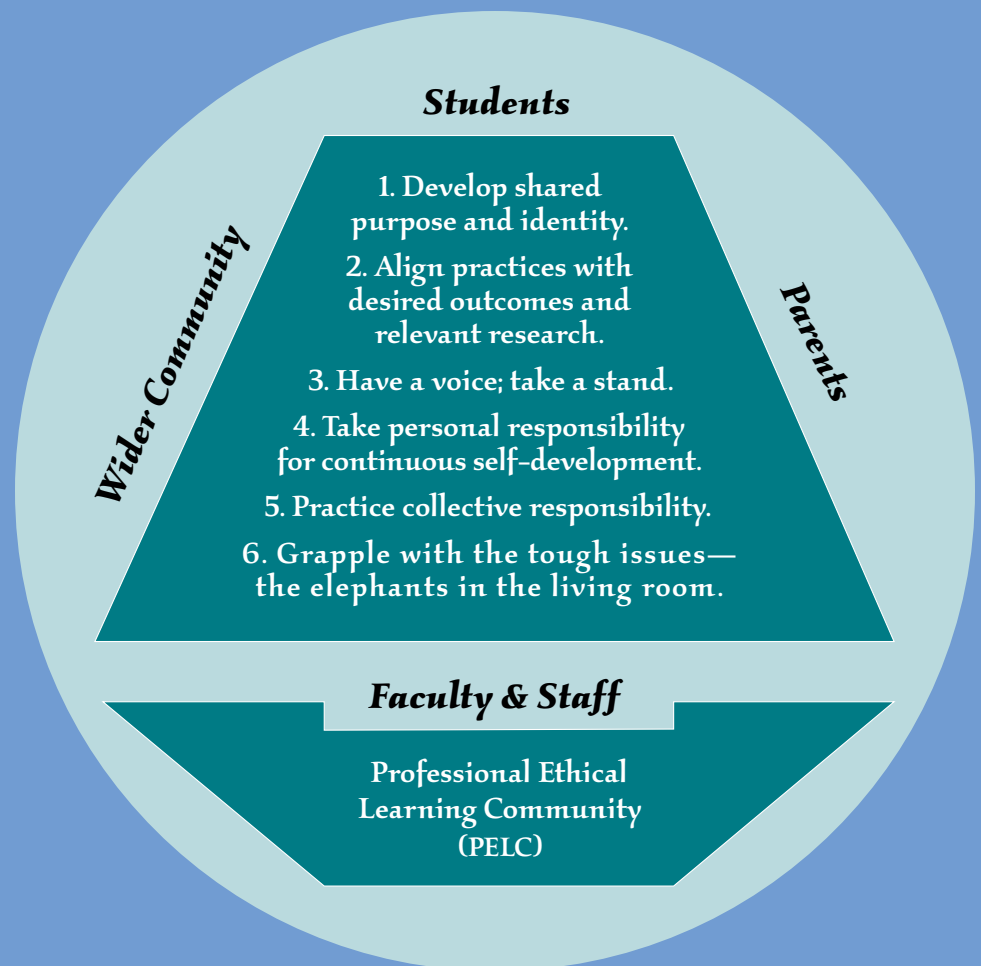 Students
Wider Community
Parents
1. Develop shared
purpose and identity.
2. Align practices with
desired outcomes and
relevant research.
3. Have a voice; take a stand.
4. Take personal responsibility
for continuous self-development.
5. Practice collective responsibility.
6. Grapple with the tough issues—
the elephants in the living room.
Faculty & Staff
Professional Ethical
Learning Community
(PELC)